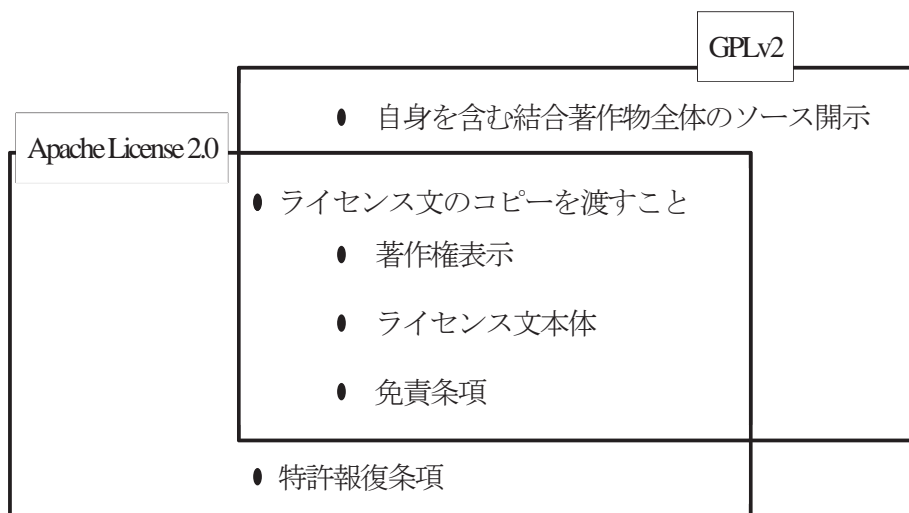 GPLv2
● 自身を含む結合著作物全体のソース開示
Apache License 2.0
● ライセンス文のコピーを渡すこと
● 著作権表示
● ライセンス文本体
● 免責条項
● 特許報復条項